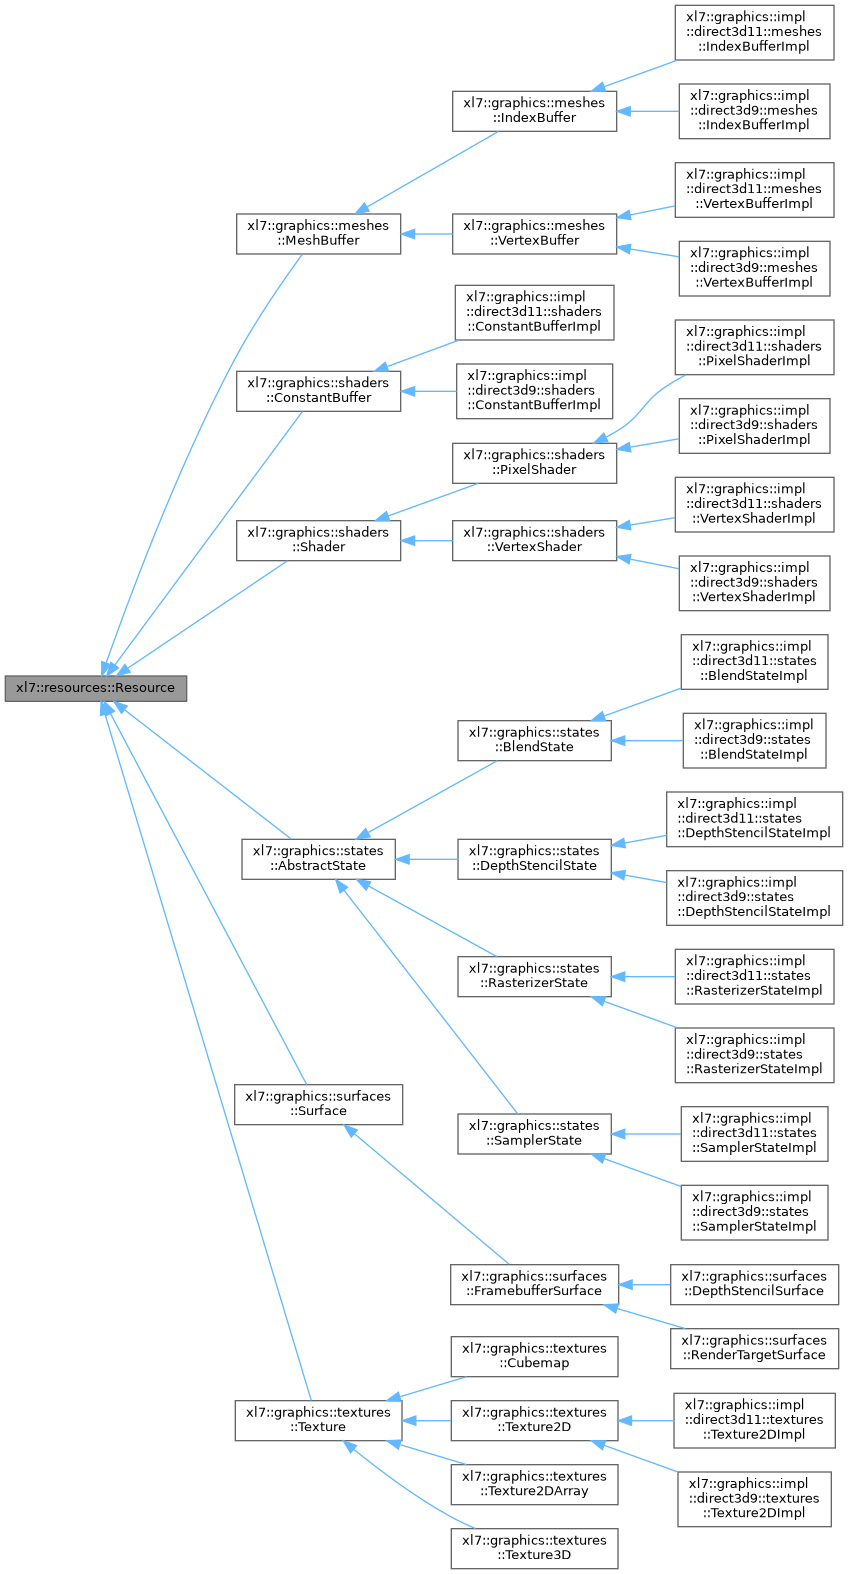 xl7::graphics::impl
::direct3d11::meshes
::IndexBufferImpl
xl7::graphics::meshes
::IndexBuffer
xl7::graphics::impl
::direct3d9::meshes
::IndexBufferImpl
xl7::graphics::impl
::direct3d11::meshes
::VertexBufferImpl
xl7::graphics::meshes
::MeshBuffer
xl7::graphics::meshes
::VertexBuffer
xl7::graphics::impl
::direct3d9::meshes
::VertexBufferImpl
xl7::graphics::impl
::direct3d11::shaders
::ConstantBufferImpl
xl7::graphics::impl
::direct3d11::shaders
::PixelShaderImpl
xl7::graphics::shaders
::ConstantBuffer
xl7::graphics::impl
::direct3d9::shaders
::ConstantBufferImpl
xl7::graphics::impl
::direct3d9::shaders
::PixelShaderImpl
xl7::graphics::shaders
::PixelShader
xl7::graphics::impl
::direct3d11::shaders
::VertexShaderImpl
xl7::graphics::shaders
::Shader
xl7::graphics::shaders
::VertexShader
xl7::graphics::impl
::direct3d9::shaders
::VertexShaderImpl
xl7::resources::Resource
xl7::graphics::impl
::direct3d11::states
::BlendStateImpl
xl7::graphics::states
::BlendState
xl7::graphics::impl
::direct3d9::states
::BlendStateImpl
xl7::graphics::impl
::direct3d11::states
::DepthStencilStateImpl
xl7::graphics::states
::AbstractState
xl7::graphics::states
::DepthStencilState
xl7::graphics::impl
::direct3d9::states
::DepthStencilStateImpl
xl7::graphics::states
::RasterizerState
xl7::graphics::impl
::direct3d11::states
::RasterizerStateImpl
xl7::graphics::impl
::direct3d9::states
::RasterizerStateImpl
xl7::graphics::surfaces
::Surface
xl7::graphics::states
::SamplerState
xl7::graphics::impl
::direct3d11::states
::SamplerStateImpl
xl7::graphics::impl
::direct3d9::states
::SamplerStateImpl
xl7::graphics::surfaces
::FramebufferSurface
xl7::graphics::surfaces
::DepthStencilSurface
xl7::graphics::surfaces
::RenderTargetSurface
xl7::graphics::textures
::Cubemap
xl7::graphics::textures
::Texture
xl7::graphics::textures
::Texture2D
xl7::graphics::impl
::direct3d11::textures
::Texture2DImpl
xl7::graphics::textures
::Texture2DArray
xl7::graphics::impl
::direct3d9::textures
::Texture2DImpl
xl7::graphics::textures
::Texture3D